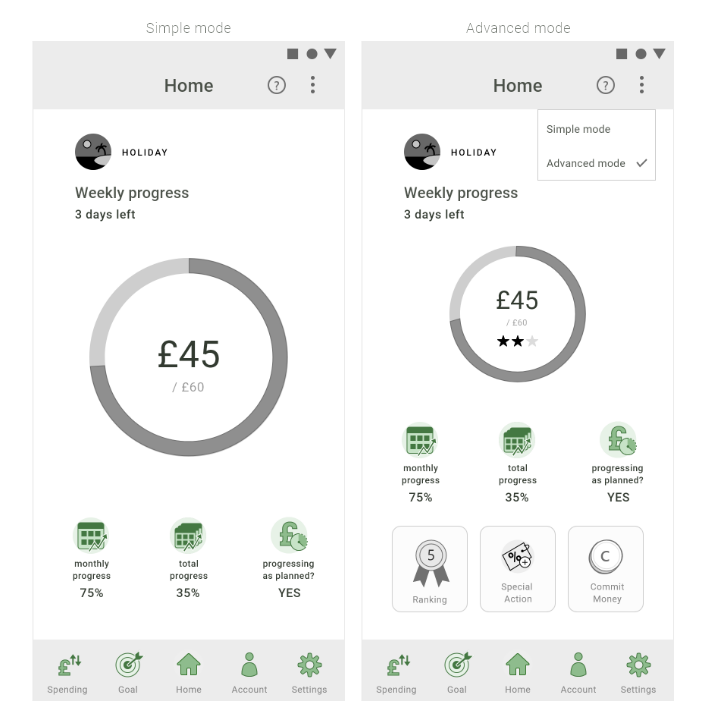 Simple mode
Home
?
HOLIDAY
Weekly progress
3 days left
£45
/ £60
monthly
progress
75%
total
progress
35%
progressing
as planned?
YES
Spending
Goal
Home
Account
Settings
Advanced mode
Home
?
Simple mode
Advanced mode
HOLIDAY
Weekly progress
3 days left
£45
/ £60
monthly
progress
75%
total
progress
35%
progressing
as planned?
YES
5
Ranking
%
Special
Action
C
Commit
Money
Spending
Goal
Home
Account
Settings